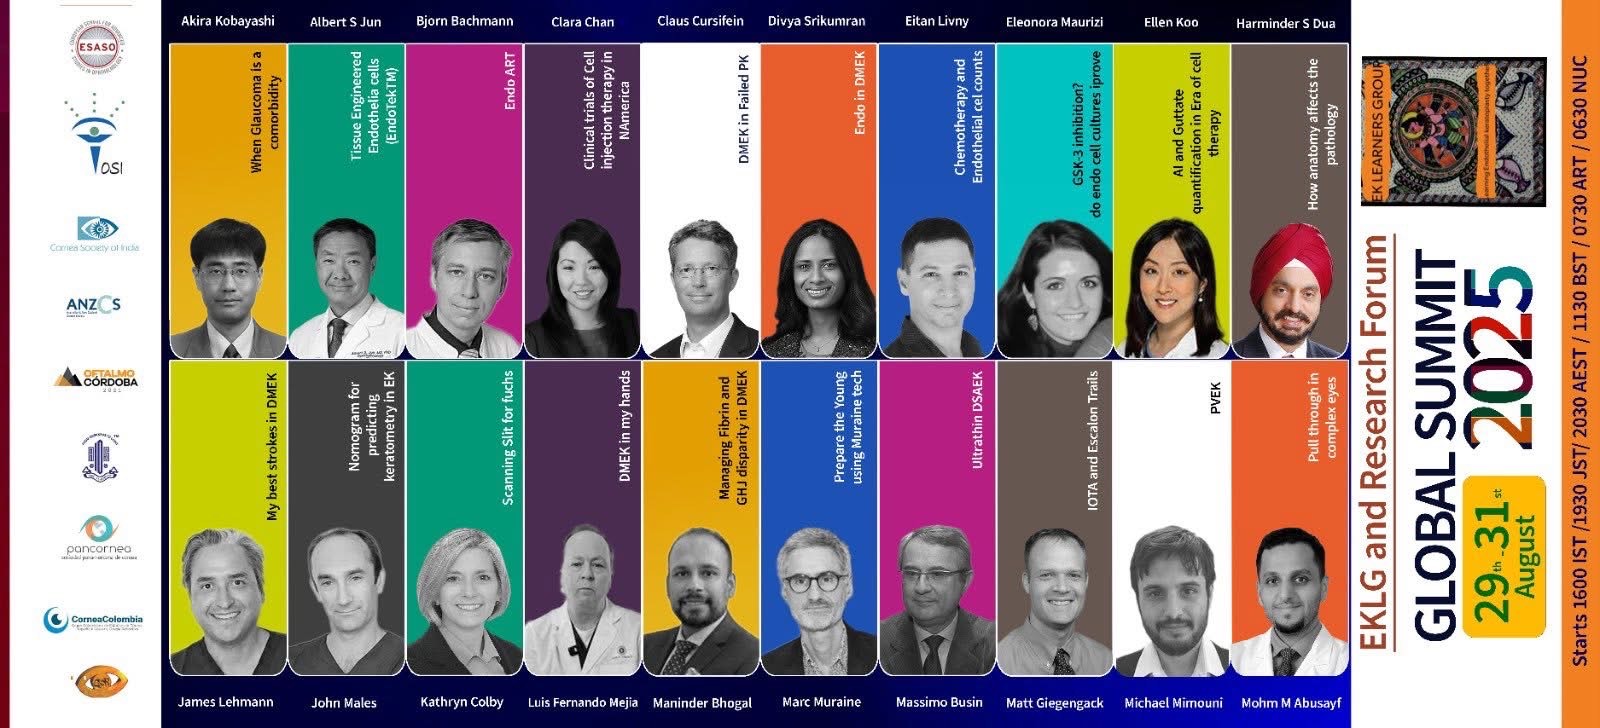 ESASO
OSI
Cornea Society of India
ANZCS
OFTALMO
CÓRDOBA
2021
pancornea
sociedad panamericana de cornea
CorneaColombia
Akira Kobayashi
When Glaucoma is a
comorbidity
Albert S Jun
Tissue Engineered
Endothelia cells
(EndoTekTM)
Bjorn Bachmann
Endo ART
Clara Chan
Clinical trials of Cell
injection therapy in
NAmerica
Claus Cursifein
DMEK in Failed PK
Divya Srikumran
Endo in DMEK
Eitan Livny
Chemotherapy and
Endothelial cel counts
Eleonora Maurizi
GSK-3 inhibition?
do endo cell cultures iprove
Ellen Koo
AI and Guttate
quantification in Era of cell
therapy
Harminder S Dua
How anatomy affects the
pathology
My best strokes in DMEK
James Lehmann
Nomogram for
predicting
keratometry in EK
John Males
Scanning Slit for fuchs
Kathryn Colby
DMEK in my hands
Luis Fernando Mejia
Managing Fibrin and
GHJ disparity in DMEK
Maninder Bhogal
Prepare the Young
using Muraine tech
Marc Muraine
Ultrathin DSAEK
Massimo Busin
IOTA and Escalon Trails
Matt Giegengack
PVEK
Michael Mimouni
Pull through in
complex eyes
Mohm M Abusayf
EK LEARNERS GROUP
Learning Endothelial keratoplasty together
EKLG and Research Forum
GLOBAL SUMMIT
2025
29th-31st
August
Starts 1600 IST /1930 JST/ 2030 AEST / 1130 BST / 0730 ART / 0630 NUC